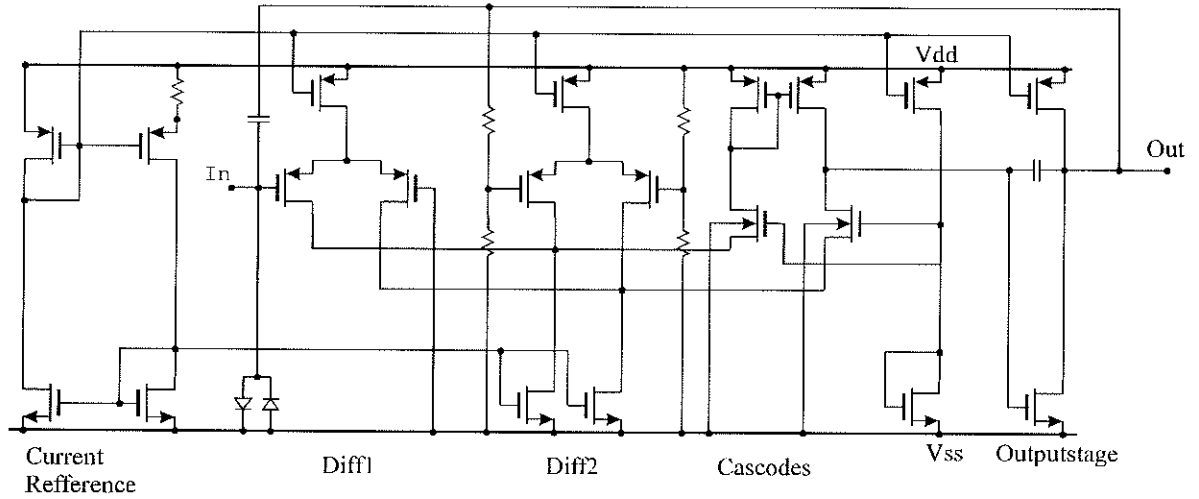 Vdd
Out
In
Current
Refference
Diff1
Diff2
Cascodes
Vss
Outputstage